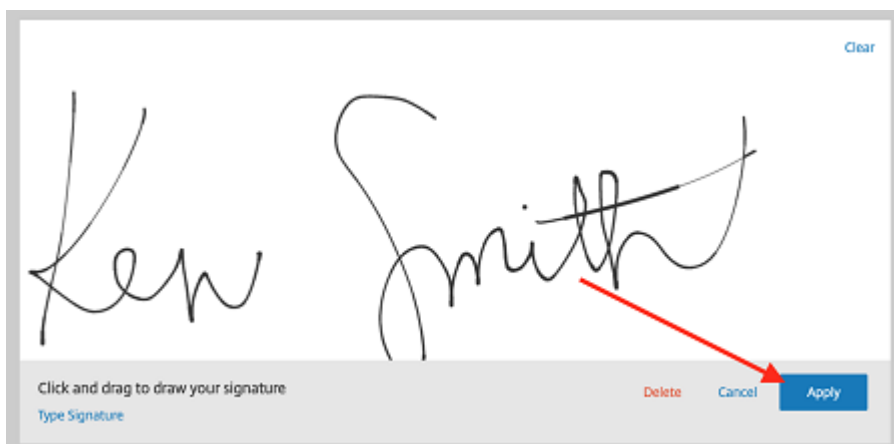 Clear
Ken Smith
Click and drag to draw your signature
Delete Cancel Apply
Type Signature